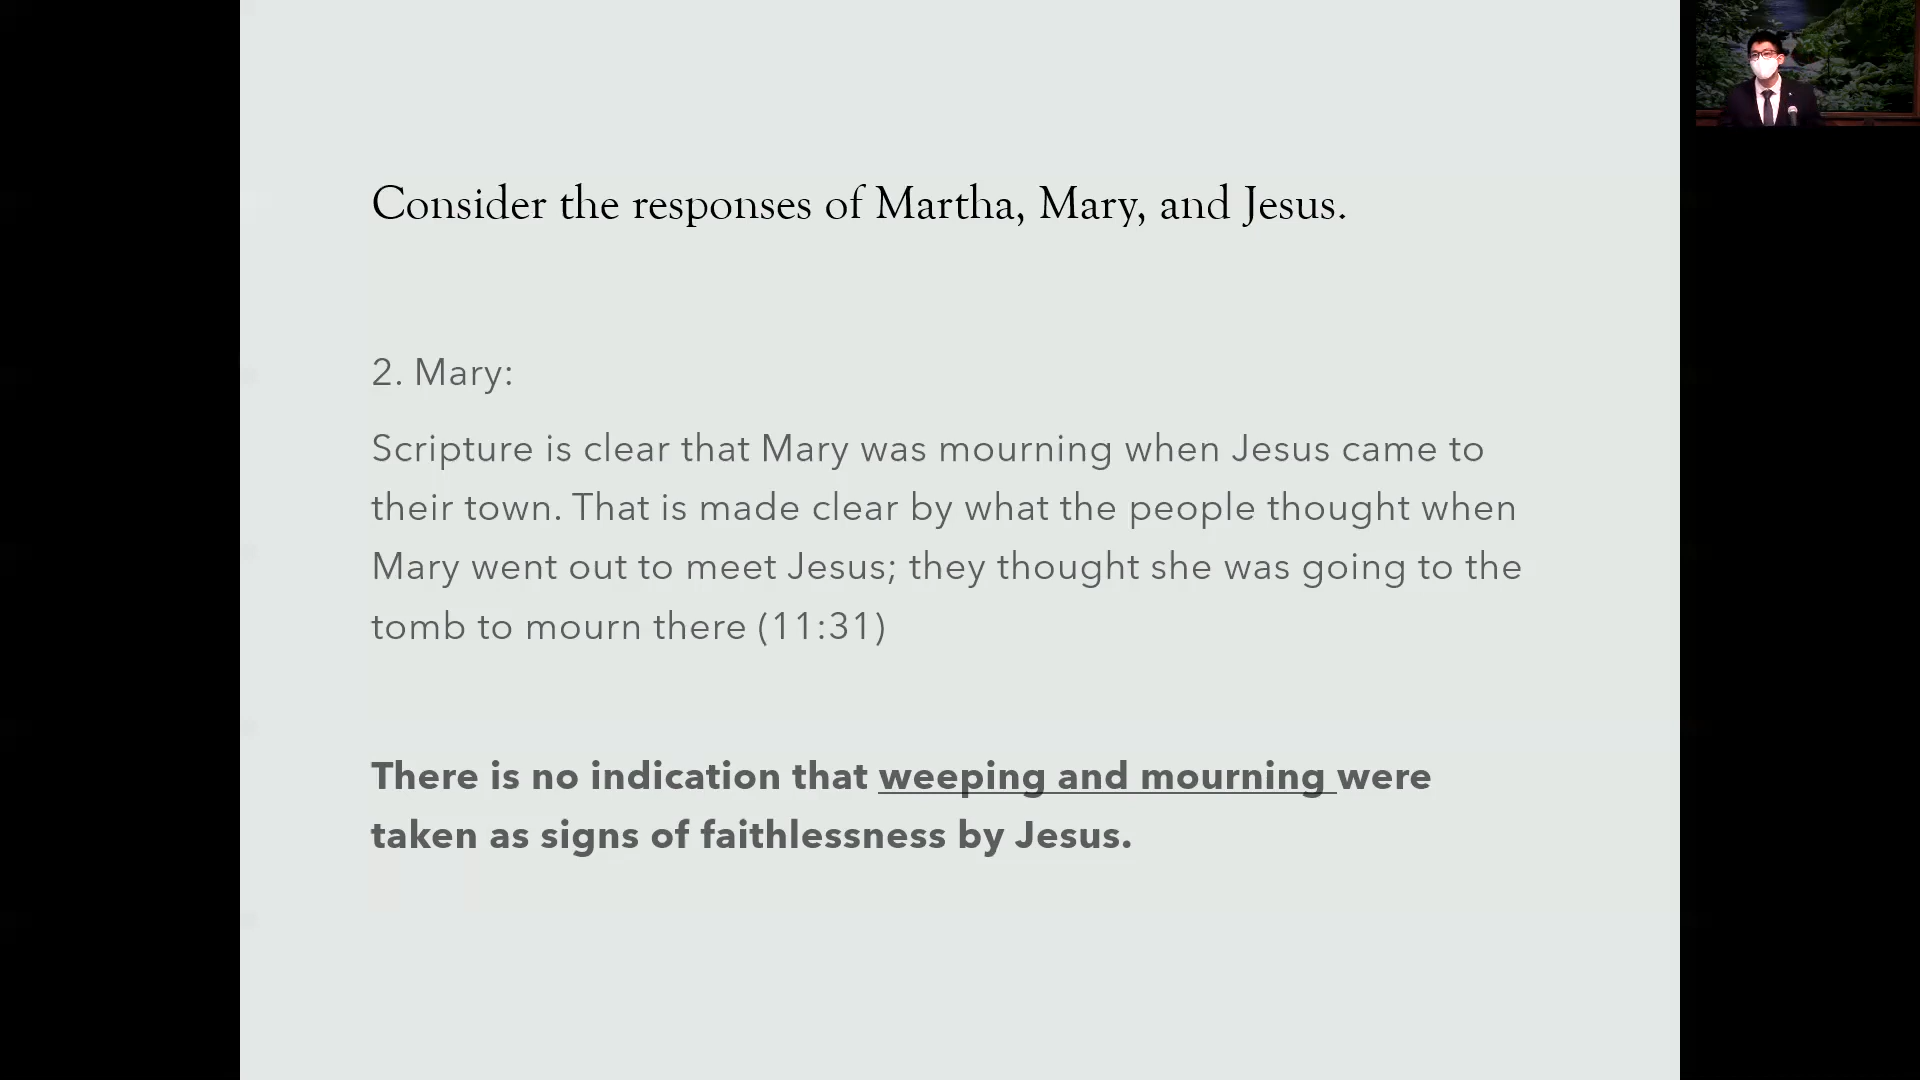 Consider the responses of Martha, Mary, and Jesus.
2. Mary:
Scripture is clear that Mary was mourning when Jesus came to
their town. That is made clear by what the people thought when
Mary went out to meet Jesus; they thought she was going to the
tomb to mourn there (11:31)
There is no indication that weeping and mourning were
taken as signs of faithlessness by Jesus.